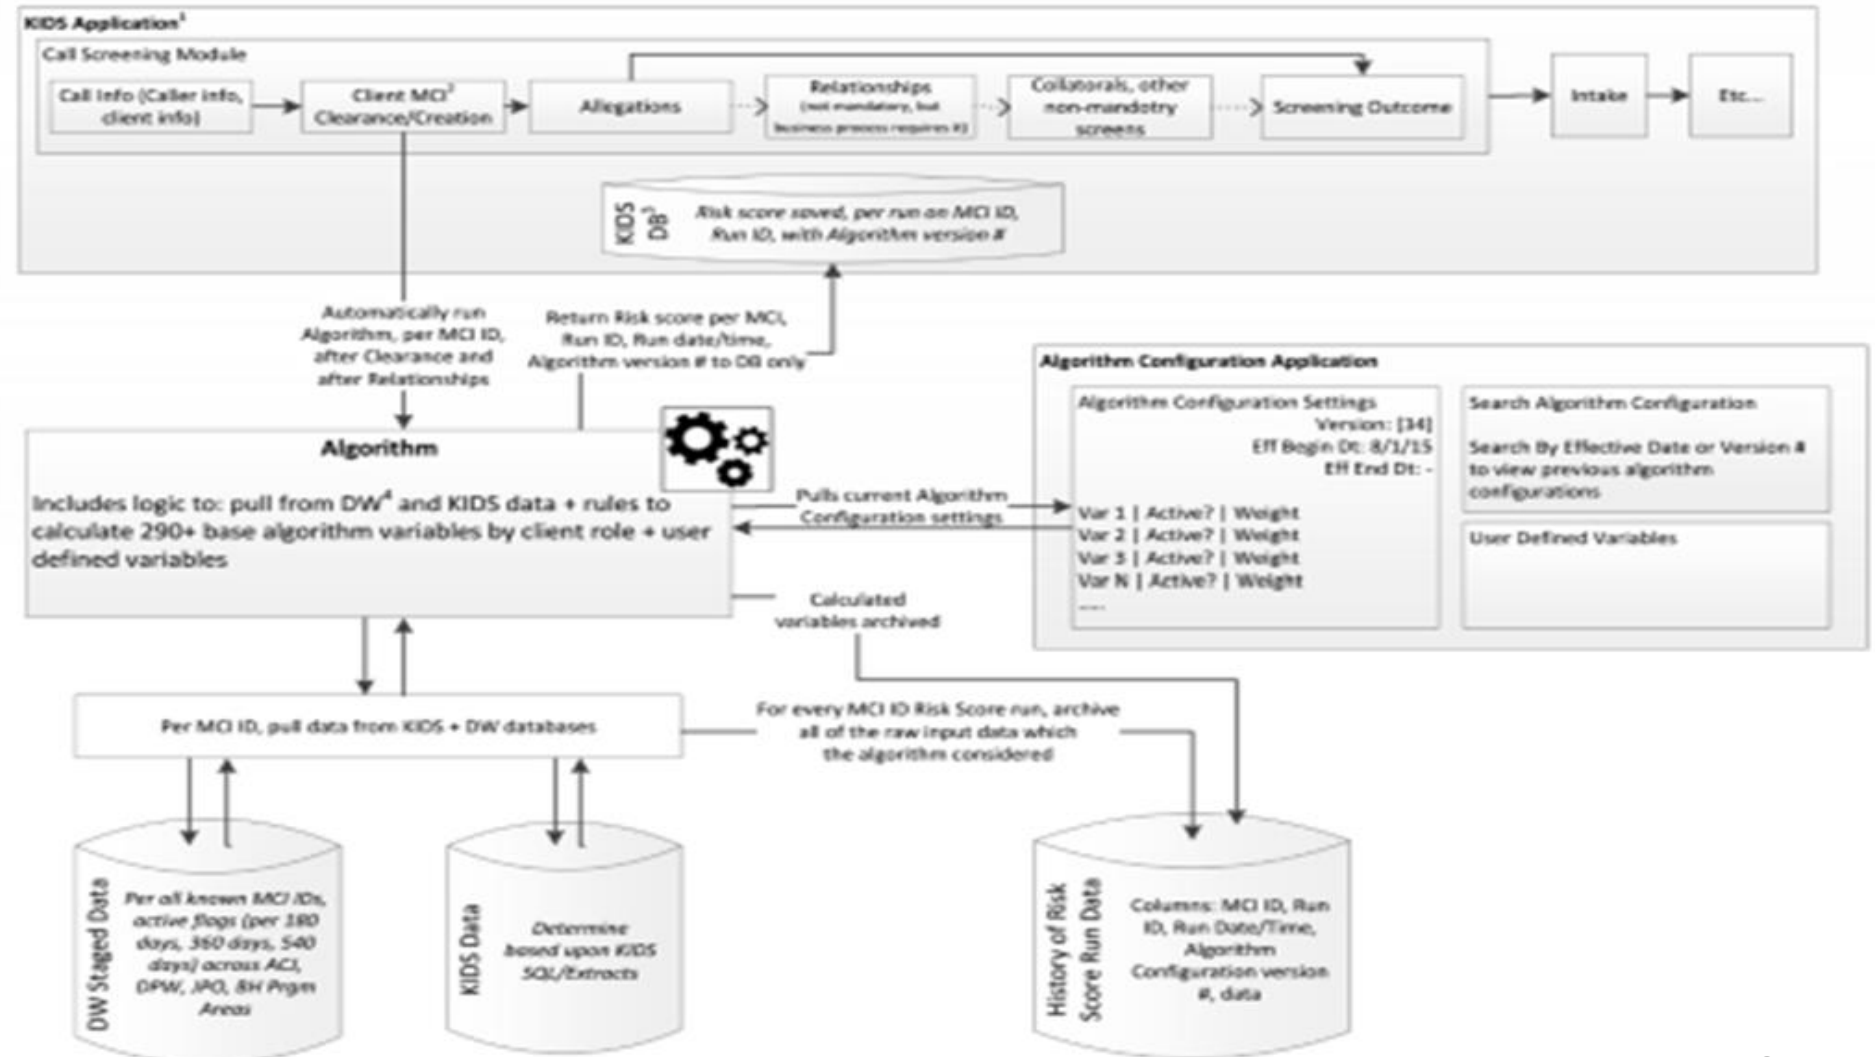 KIDS Application¹
Call Screening Module
Call Info (Caller info,
client info)
Client MCI²
Clearance/Creation
Allegations
Relationships
(not mandatory, but
business process requires it)
Collatorals, other
non-mandotry
screens
Screening Outcome
Intake
Etc...
KIDS
DB³
Risk score saved, per run on MCI ID,
Run ID, with Algorithm version #
Automatically run
Algorithm, per MCI ID,
after Clearance and
after Relationships
Return Risk score per MCI,
Run ID, Run date/time,
Algorithm version # to DB only
Algorithm
Includes logic to: pull from DW⁴ and KIDS data + rules to
calculate 290+ base algorithm variables by client role + user
defined variables
Pulls current Algorithm
Configuration settings
Algorithm Configuration Application
Algorithm Configuration Settings
Version: [34]
Eff Begin Dt: 8/1/15
Eff End Dt: -
Var 1 | Active? | Weight
Var 2 | Active? | Weight
Var 3 | Active? | Weight
Var N | Active? | Weight
.....
Search Algorithm Configuration
Search By Effective Date or Version #
to view previous algorithm
configurations
User Defined Variables
Calculated
variables archived
Per MCI ID, pull data from KIDS + DW databases
For every MCI ID Risk Score run, archive
all of the raw input data which
the algorithm considered
DW Staged Data
Per all known MCI IDs,
active flags (per 180
days, 360 days, 540
days) across ACJ,
DPW, JPO, BH Prgm
Areas
KIDS Data
Determine
based upon KIDS
SQL/Extracts
History of Risk
Score Run Data
Columns: MCI ID, Run
ID, Run Date/Time,
Algorithm
Configuration version
#, data